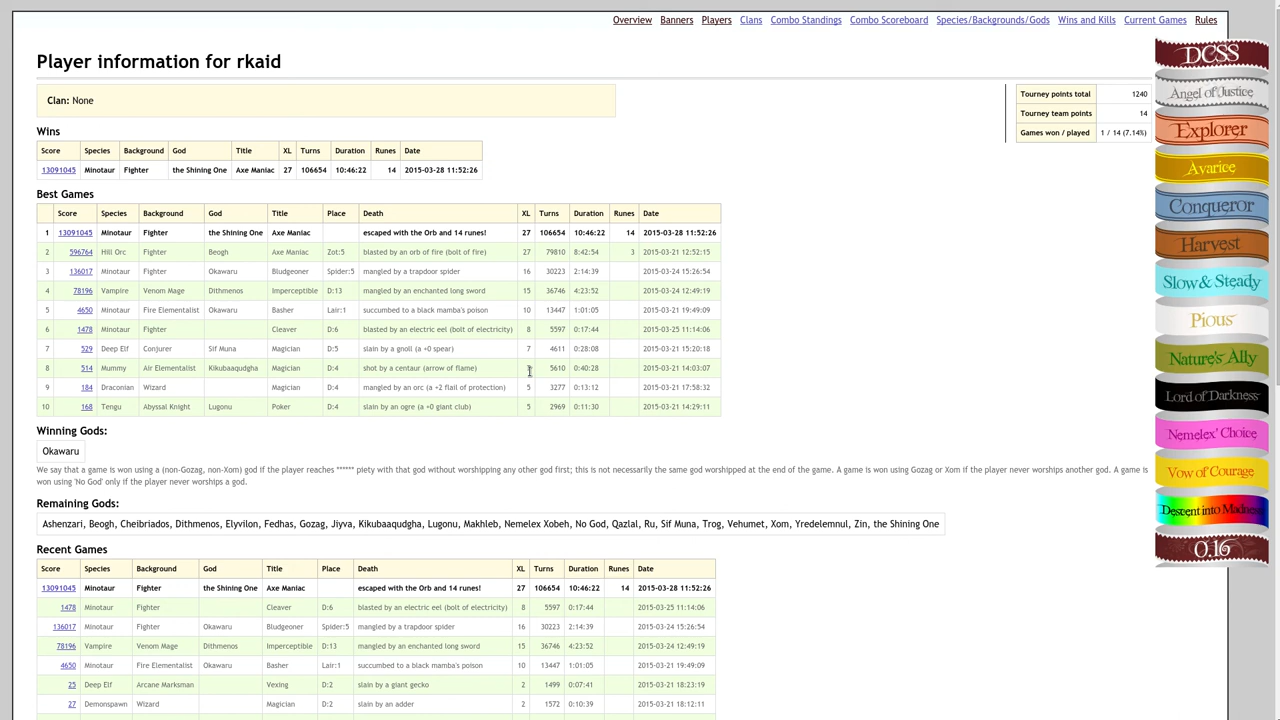 Overview Banners Players Clans Combo Standings Combo Scoreboard Species/Backgrounds/Gods Wins and Kills Current Games Rules
Player information for rkaid
Clan: None
Tourney points total 1240
Tourney team points 14
Games won / played 1 / 14 (7.14%)
Wins
Score Species Background God Title XL Turns Duration Runes Date
13091045 Minotaur Fighter the Shining One Axe Maniac 27 106654 10:46:22 14 2015-03-28 11:52:26
Best Games
Score Species Background God Title Place Death XL Turns Duration Runes Date
1 13091045 Minotaur Fighter the Shining One Axe Maniac escaped with the Orb and 14 runes! 27 106654 10:46:22 14 2015-03-28 11:52:26
2 596764 Hill Orc Fighter Beogh Axe Maniac Zot:5 blasted by an orb of fire (bolt of fire) 27 79810 8:42:54 3 2015-03-21 12:52:15
3 136017 Minotaur Fighter Okawaru Bludgeoner Spider:5 mangled by a trapdoor spider 16 30223 2:14:39 2015-03-24 15:26:54
4 78196 Vampire Venom Mage Dithmenos Imperceptible D:13 mangled by an enchanted long sword 15 36746 4:23:52 2015-03-24 12:49:19
5 4650 Minotaur Fire Elementalist Okawaru Basher Lair:1 succumbed to a black mamba's poison 10 13447 1:01:05 2015-03-21 19:49:09
6 1478 Minotaur Fighter Cleaver D:6 blasted by an electric eel (bolt of electricity) 8 5597 0:17:44 2015-03-25 11:14:06
7 529 Deep Elf Conjurer Sif Muna Magician D:5 slain by a gnoll (a +0 spear) 7 4611 0:28:08 2015-03-21 15:20:18
8 514 Mummy Air Elementalist Kikubaaqudgha Magician D:4 shot by a centaur (arrow of flame) 5610 0:40:28 2015-03-21 14:03:07
9 184 Draconian Wizard Magician D:4 mangled by an orc (a +2 flail of protection) 5 3277 0:13:12 2015-03-21 17:58:32
10 168 Tengu Abyssal Knight Lugonu Poker D:4 slain by an ogre (a +0 giant club) 5 2969 0:11:30 2015-03-21 14:29:11
Winning Gods:
Okawaru
We say that a game is won using a (non-Gozag, non-Xom) god if the player reaches ****** piety with that god without worshipping any other god first; this is not necessarily the same god worshipped at the end of the game. A game is won using Gozag or Xom if the player never worships another god. A game is
won using 'No God' only if the player never worships a god.
Remaining Gods:
Ashenzari, Beogh, Cheibriados, Dithmenos, Elyvilon, Fedhas, Gozag, Jiyva, Kikubaaqudgha, Lugonu, Makhleb, Nemelex Xobeh, No God, Qazlal, Ru, Sif Muna, Trog, Vehumet, Xom, Yredelemnul, Zin, the Shining One
Recent Games
Score Species Background God Title Place Death XL Turns Duration Runes Date
13091045 Minotaur Fighter the Shining One Axe Maniac escaped with the Orb and 14 runes! 27 106654 10:46:22 14 2015-03-28 11:52:26
1478 Minotaur Fighter Cleaver D:6 blasted by an electric eel (bolt of electricity) 8 5597 0:17:44 2015-03-25 11:14:06
136017 Minotaur Fighter Okawaru Bludgeoner Spider:5 mangled by a trapdoor spider 16 30223 2:14:39 2015-03-24 15:26:54
78196 Vampire Venom Mage Dithmenos Imperceptible D:13 mangled by an enchanted long sword 15 36746 4:23:52 2015-03-24 12:49:19
4650 Minotaur Fire Elementalist Okawaru Basher Lair:1 succumbed to a black mamba's poison 10 13447 1:01:05 2015-03-21 19:49:09
25 Deep Elf Arcane Marksman Vexing D:2 slain by a giant gecko 2 1499 0:07:41 2015-03-21 18:23:19
27 Demonspawn Wizard Magician D:2 slain by an adder 2 1572 0:10:39 2015-03-21 18:12:11
DCSS
Angel of Justice
Explorer
Avarice
Conqueror
Harvest
Slow & Steady
Pious
Nature's Ally
Lord of Darkness
Nemelex' Choice
Vow of Courage
Descent into Madness
0.16